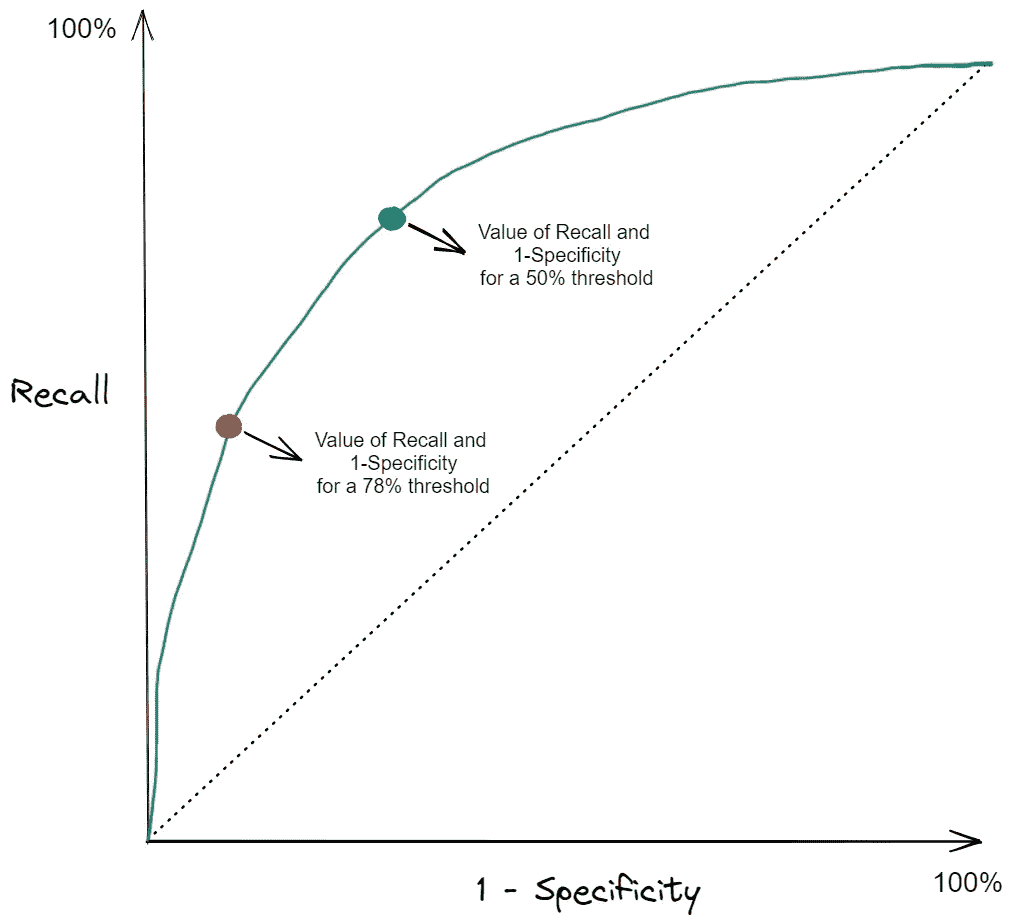 100%
Value of Recall and
1-Specificity
for a 50% threshold
Recall
Value of Recall and
1-Specificity
for a 78% threshold
100%
1 - Specificity